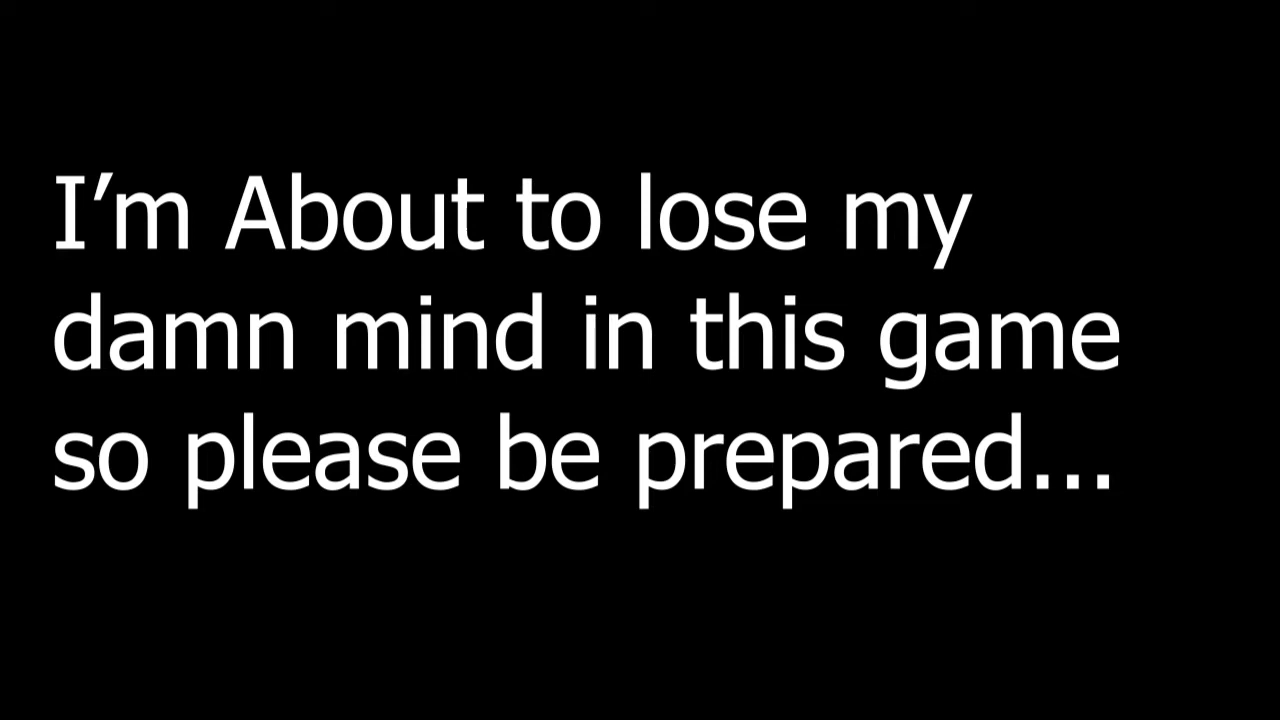 I’m About to lose my
damn mind in this game
so please be prepared...